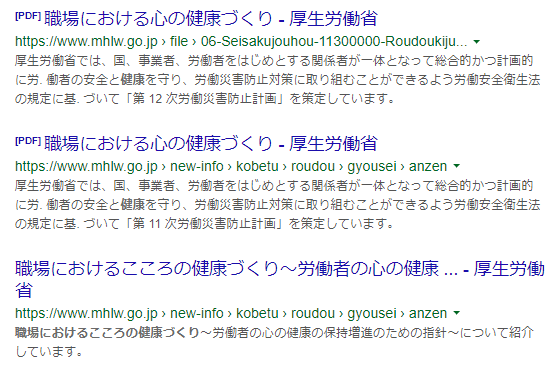 [PDF] 職場における心の健康づくり - 厚生労働省
https://www.mhlw.go.jp › file › 06-Seisakujouhou-11300000-Roudoukiju...
厚生労働省では、国、事業者、労働者をはじめとする関係者が一体となって総合的かつ計画的
に労. 働者の安全と健康を守り、労働災害防止対策に取り組むことができるよう労働安全衛生法
の規定に基. づいて「第 12 次労働災害防止計画」を策定しています。
[PDF] 職場における心の健康づくり - 厚生労働省
https://www.mhlw.go.jp › new-info › kobetu › roudou › gyousei › anzen
厚生労働省では、国、事業者、労働者をはじめとする関係者が一体となって総合的かつ計画的
に労. 働者の安全と健康を守り、労働災害防止対策に取り組むことができるよう労働安全衛生法
の規定に基. づいて「第 11 次労働災害防止計画」を策定しています。
職場におけるこころの健康づくり～労働者の心の健康 ... - 厚生労働
省
https://www.mhlw.go.jp › new-info › kobetu › roudou › gyousei › anzen
職場におけるこころの健康づくり～労働者の心の健康の保持増進のための指針～について紹介
しています。